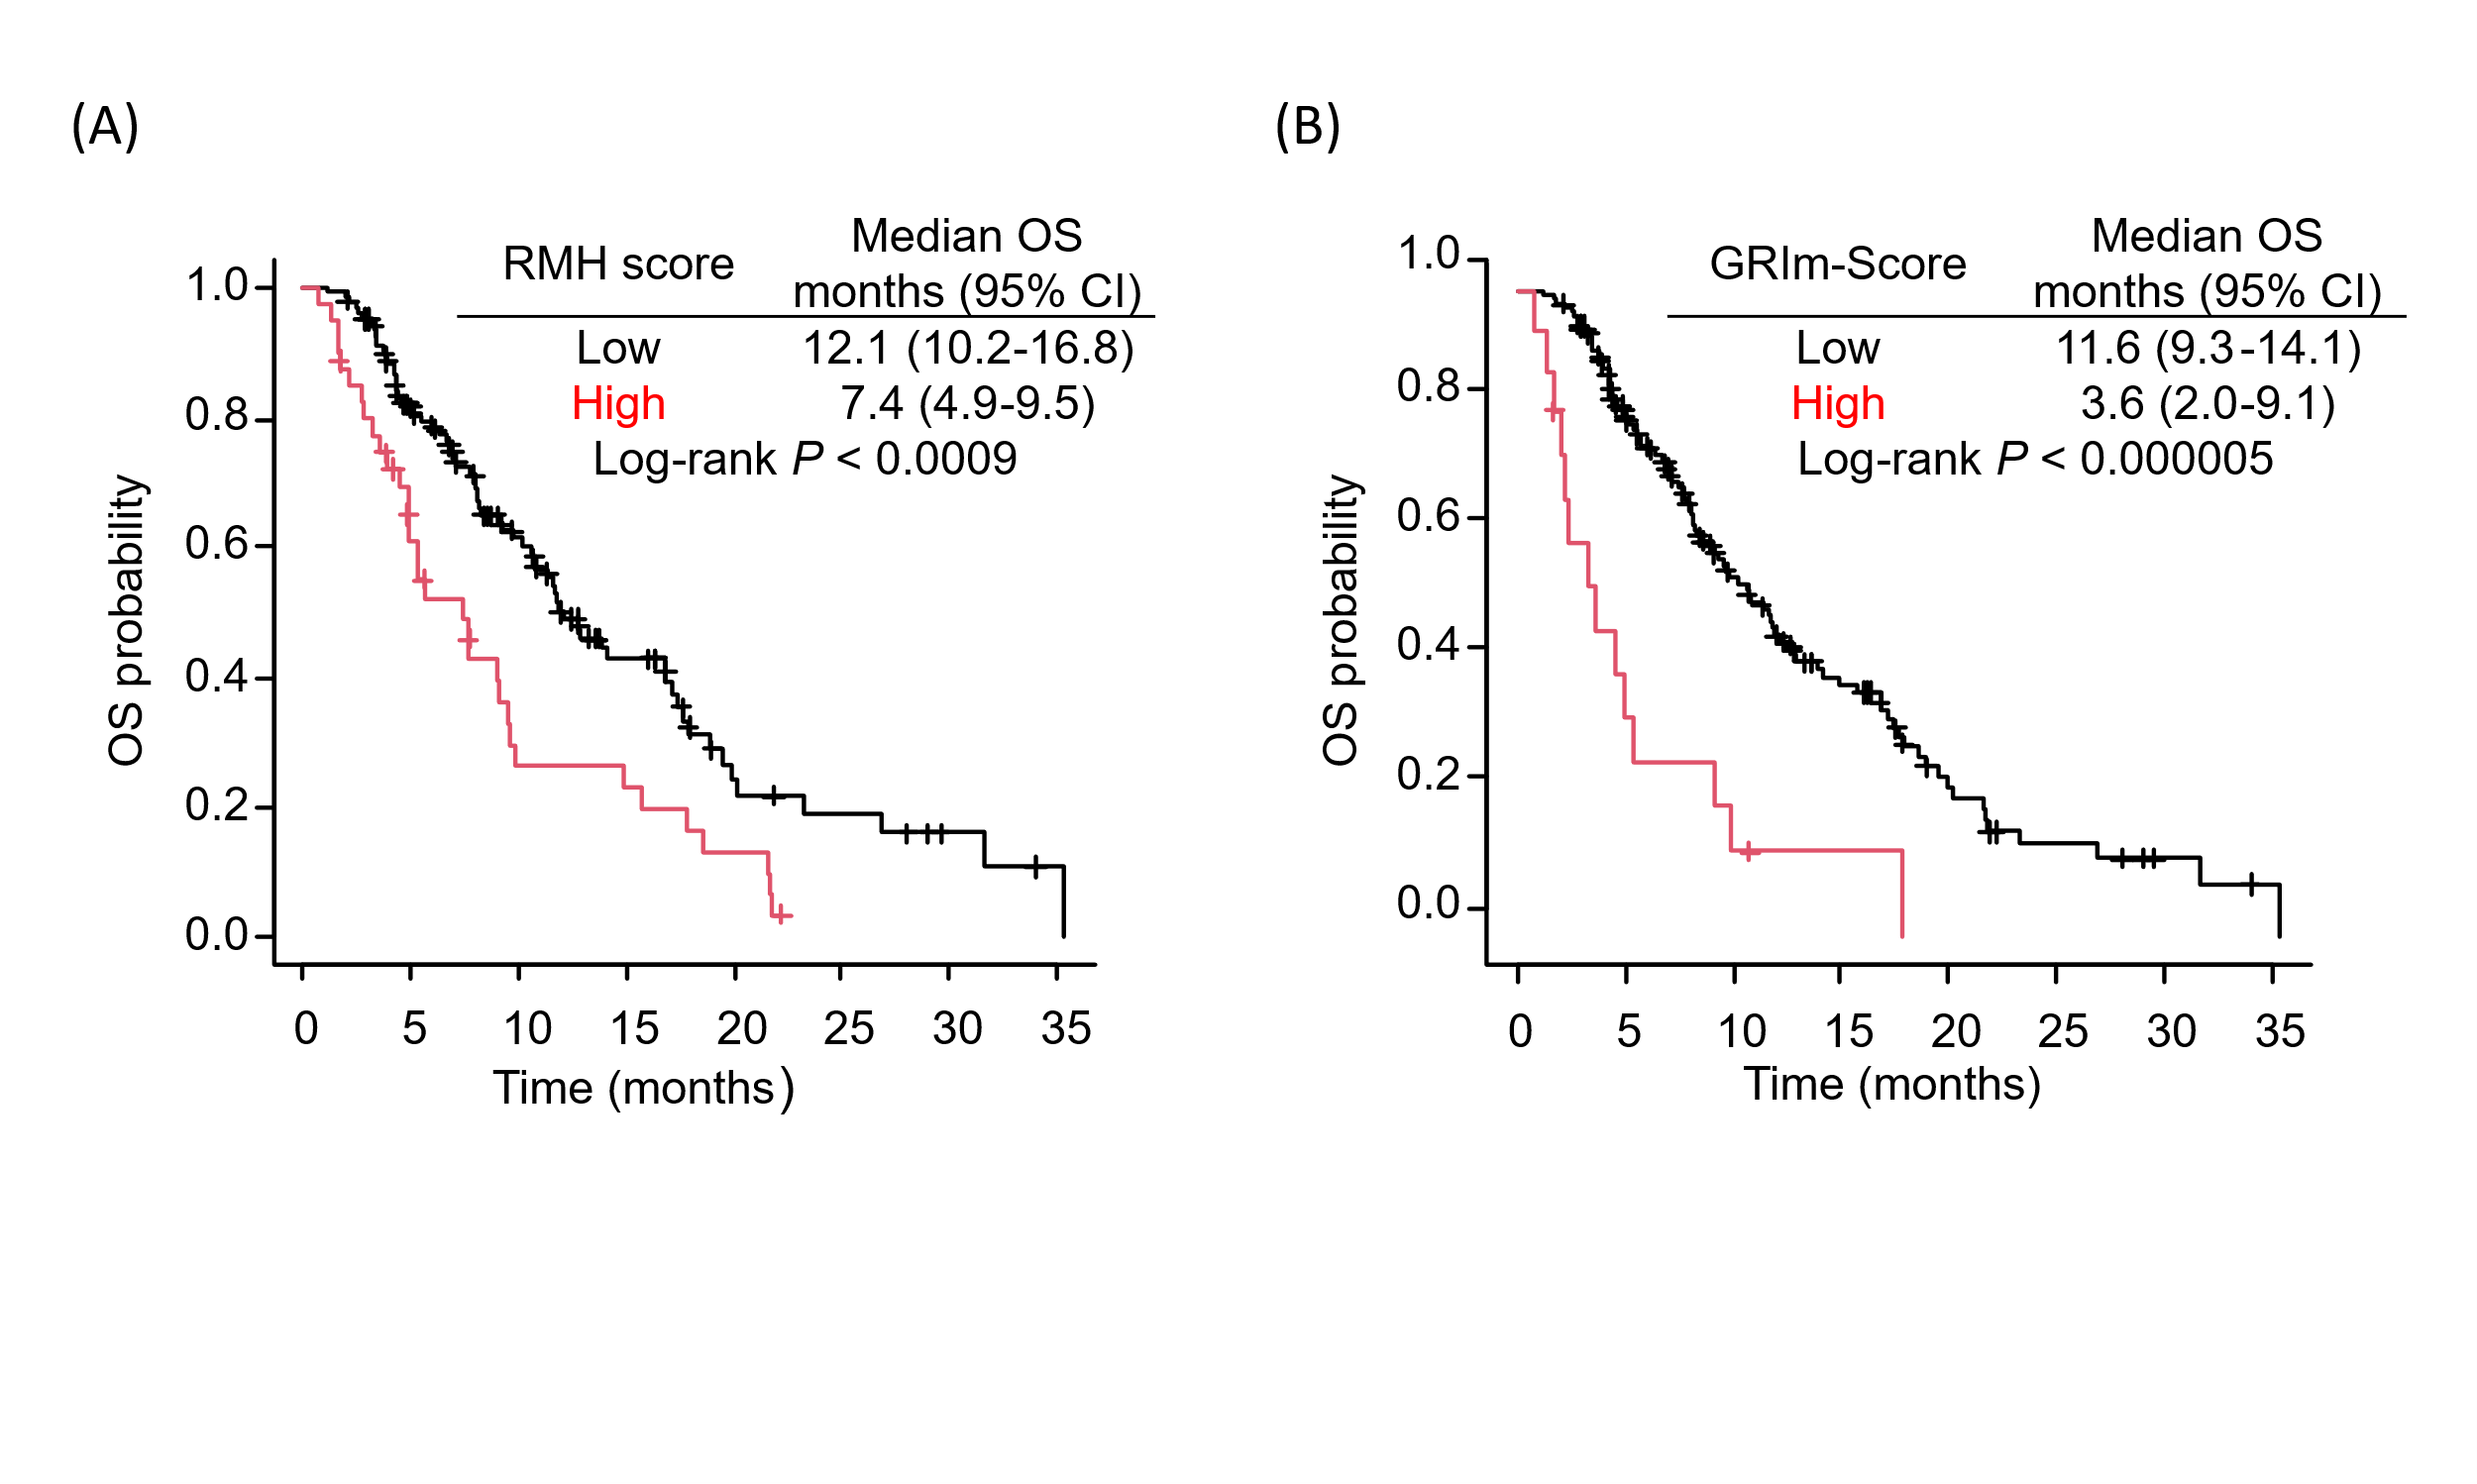 (A)
RMH score
Median OS
months (95% CI)
Low 12.1 (10.2-16.8)
High 7.4 (4.9-9.5)
Log-rank P < 0.0009
OS probability
1.0
0.8
0.6
0.4
0.2
0.0
0 5 10 15 20 25 30 35
Time (months)
(B)
GRIm-Score
Median OS
months (95% CI)
Low 11.6 (9.3-14.1)
High 3.6 (2.0-9.1)
Log-rank P < 0.000005
OS probability
1.0
0.8
0.6
0.4
0.2
0.0
0 5 10 15 20 25 30 35
Time (months)